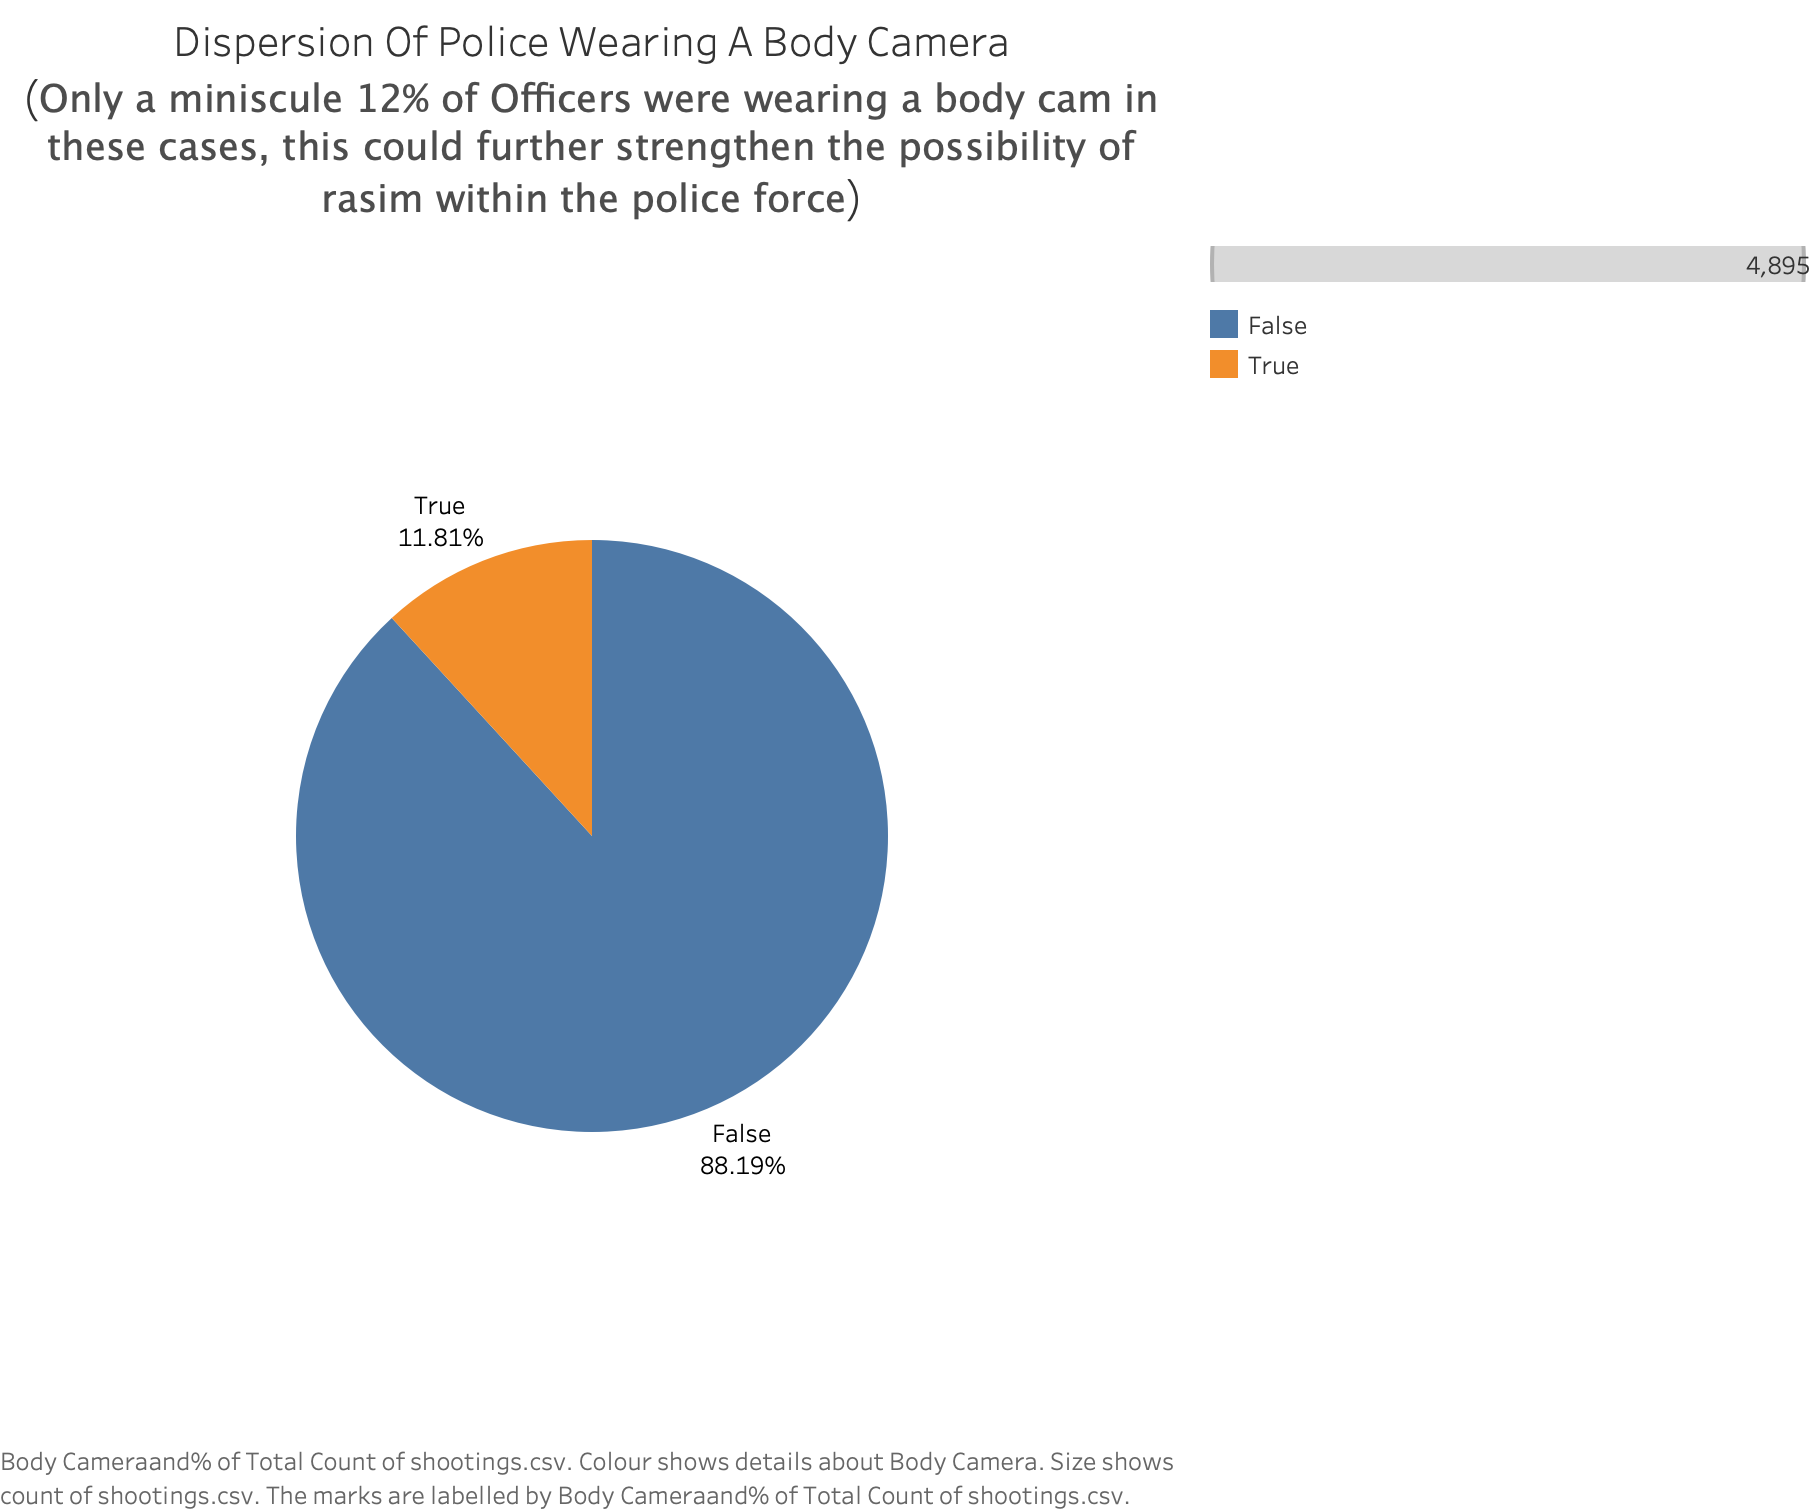 Dispersion Of Police Wearing A Body Camera
(Only a miniscule 12% of Officers were wearing a body cam in
these cases, this could further strengthen the possibility of
rasim within the police force)
4,895
False
True
True
11.81%
False
88.19%
Body Cameraand% of Total Count of shootings.csv. Colour shows details about Body Camera. Size shows
count of shootings.csv. The marks are labelled by Body Cameraand% of Total Count of shootings.csv.